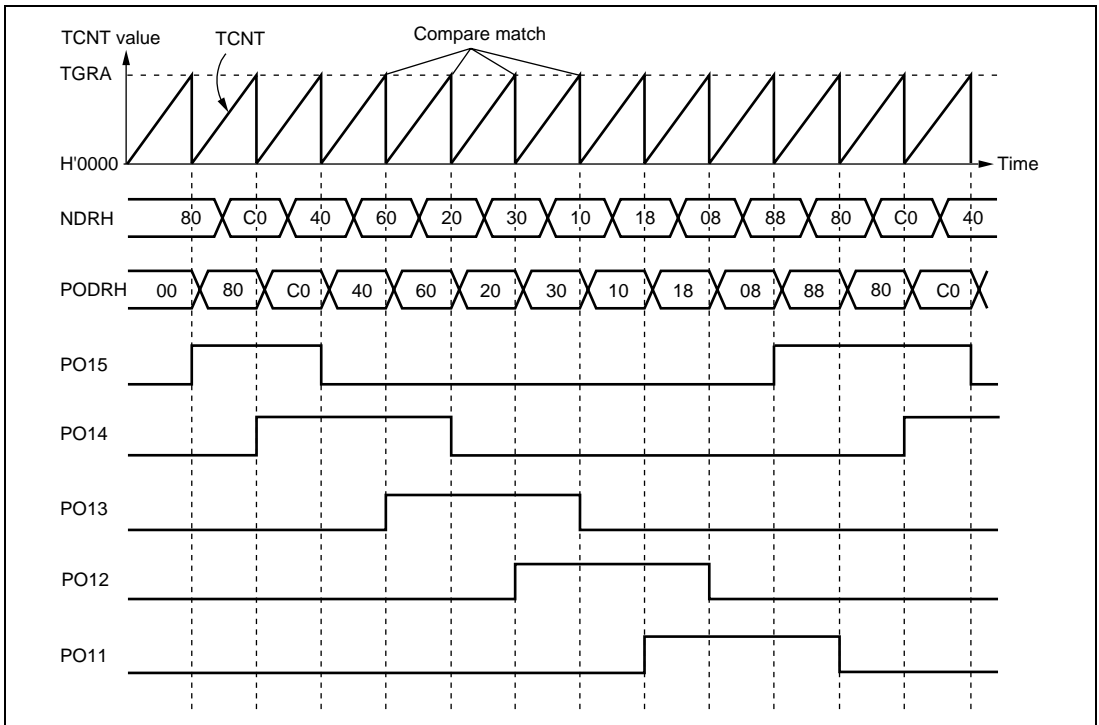 TCNT value
TCNT
Compare match
TGRA
H'0000
Time
NDRH 80 C0 40 60 20 30 10 18 08 88 80 C0 40
PODRH 00 80 C0 40 60 20 30 10 18 08 88 80 C0
PO15
PO14
PO13
PO12
PO11